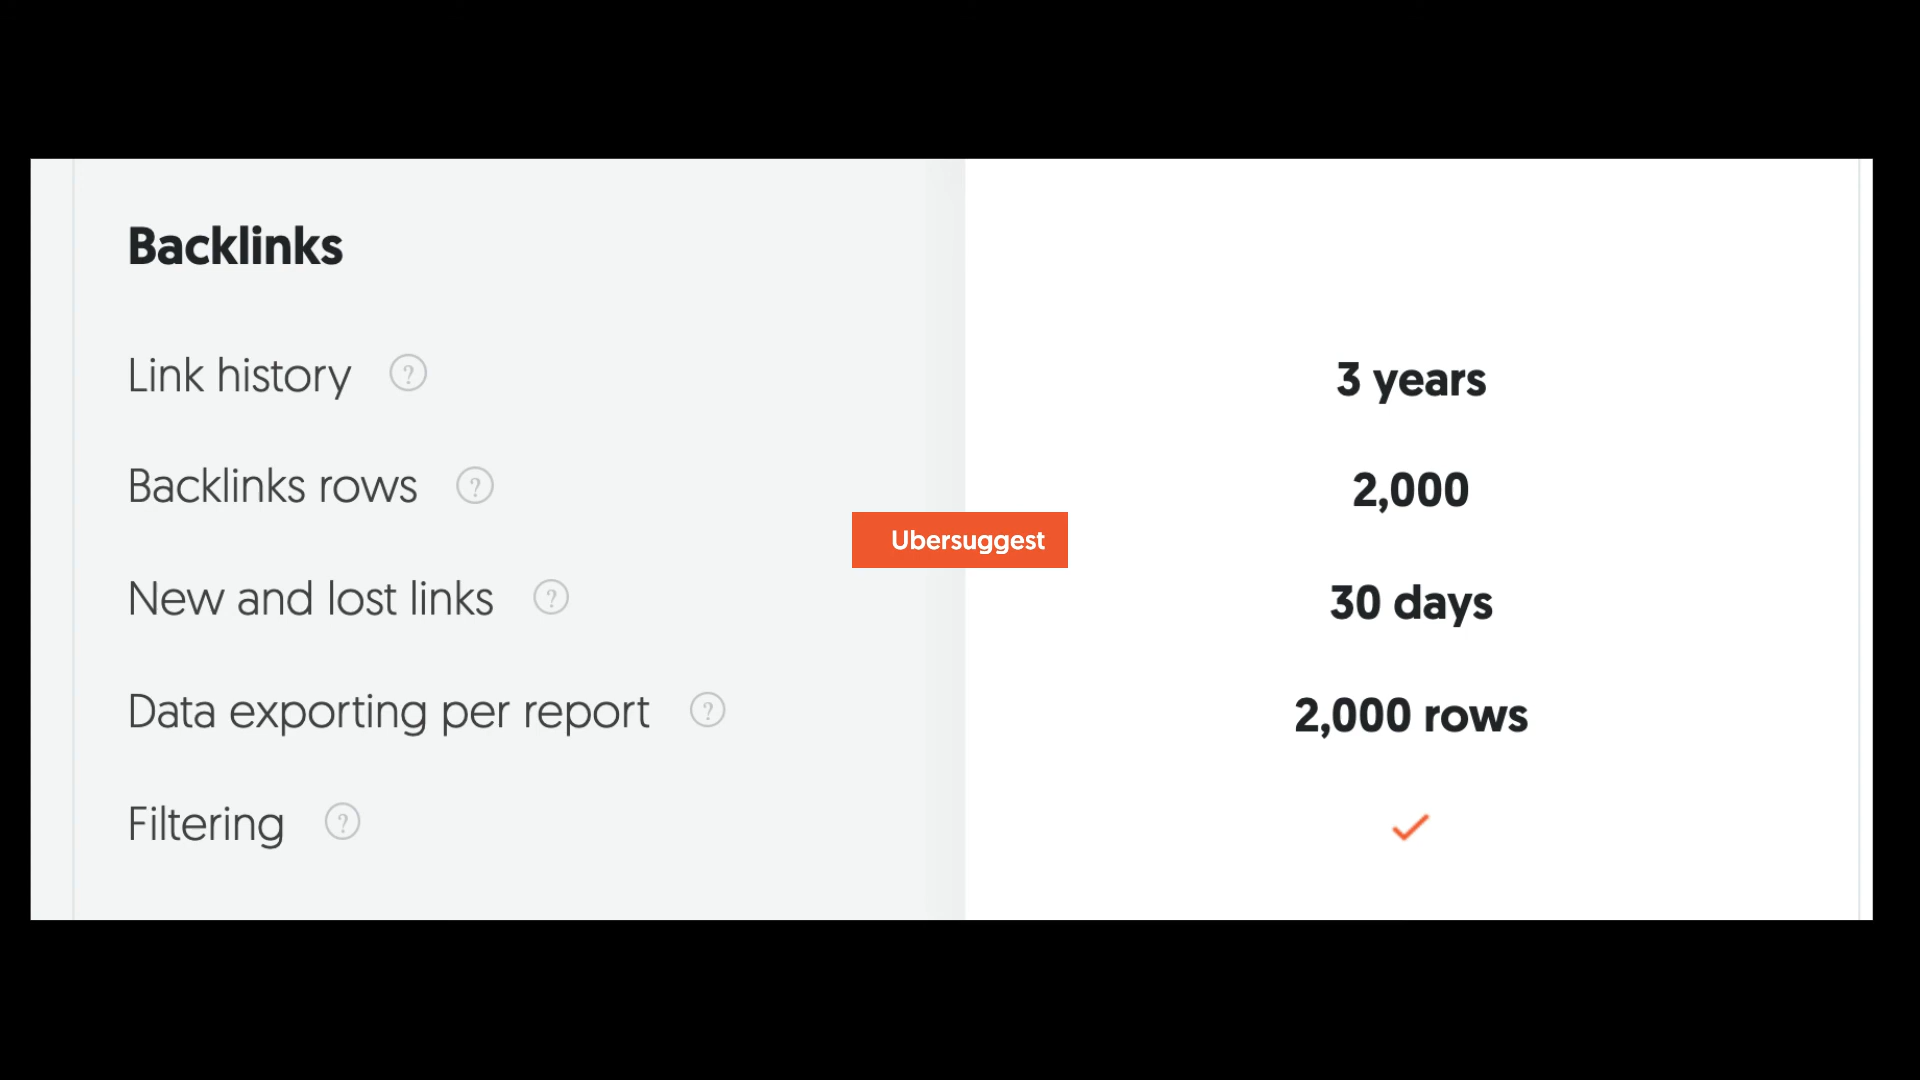 Backlinks
Link history ? 3 years
Backlinks rows ? 2,000
Ubersuggest
New and lost links ? 30 days
Data exporting per report ? 2,000 rows
Filtering ? ✓